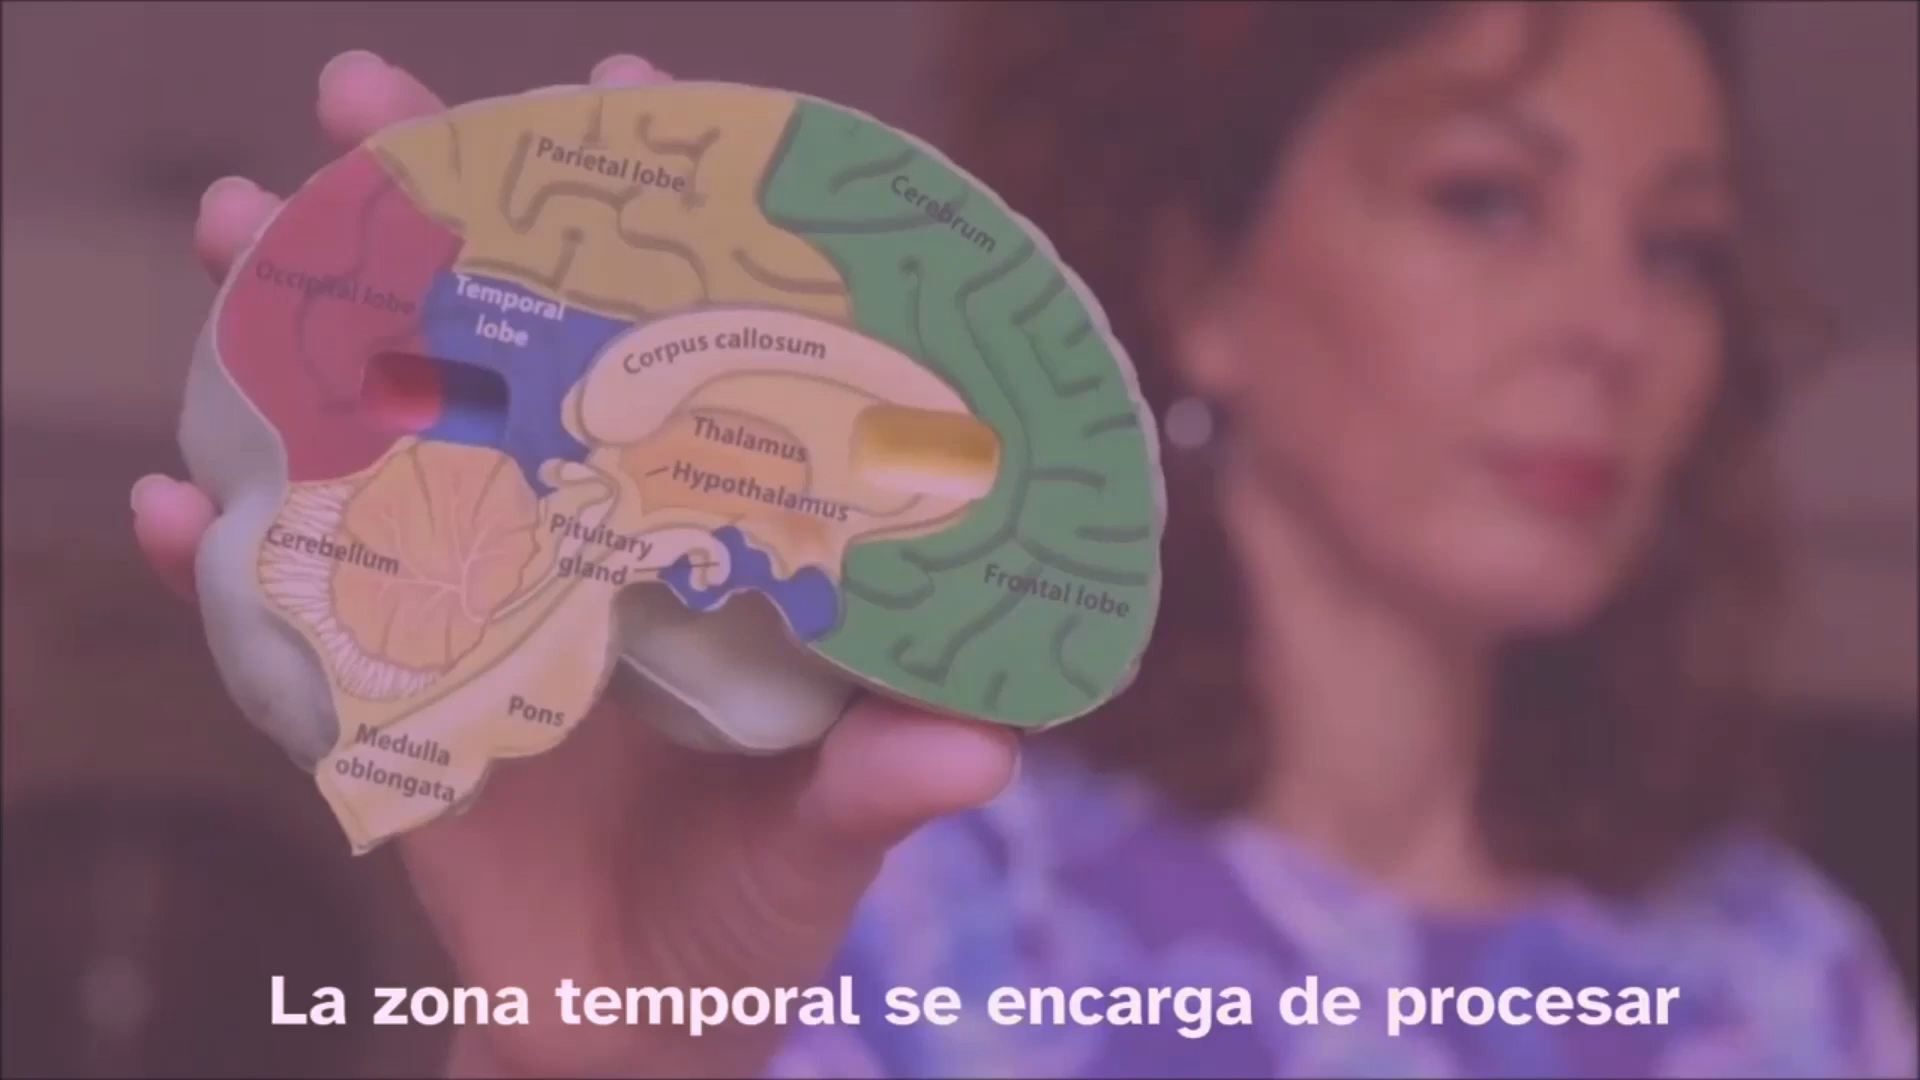 Parietal lobe
Cerebrum
Occipital lobe
Temporal
lobe
Corpus callosum
Thalamus
Hypothalamus
Pituitary
gland
Cerebellum
Frontal lobe
Pons
Medulla
oblongata
La zona temporal se encarga de procesar